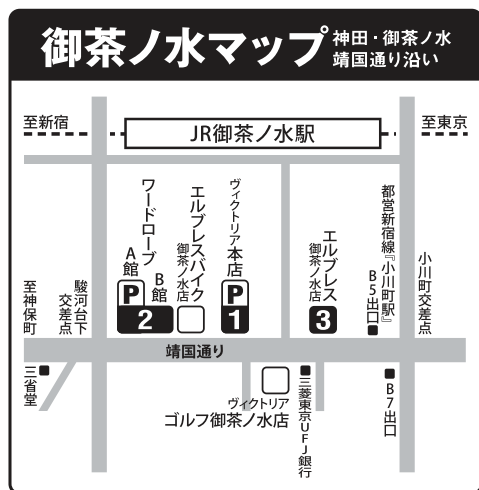 御茶ノ水マップ
神田・御茶ノ水
靖国通り沿い
至新宿
JR御茶ノ水駅
至東京
ワードローブ
A館
B館
P
2
エルブレスバイク
御茶ノ水店
ヴィクトリア本店
P
1
エルブレス
御茶ノ水店
3
都営新宿線『小川町駅』
B5出口
小川町交差点
駿河台下
交差点
至神保町
靖国通り
三省堂
ヴィクトリア
ゴルフ御茶ノ水店
三菱東京UFJ銀行
B7出口